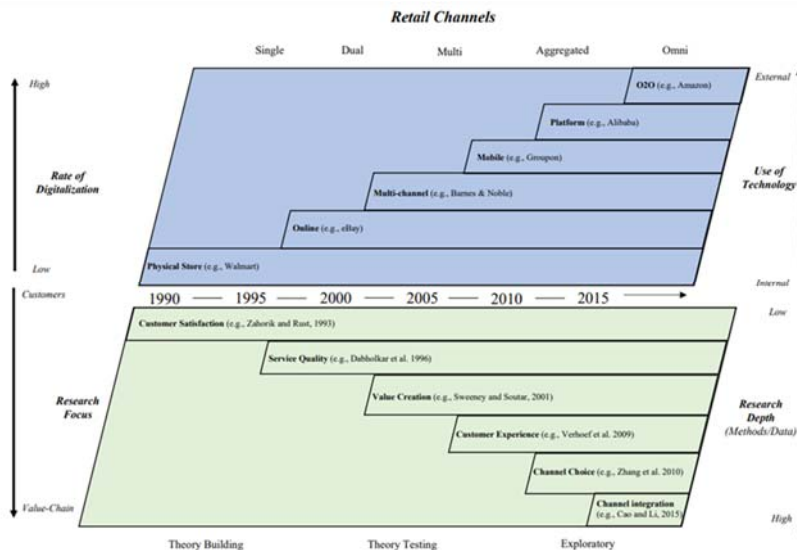 Retail Channels
Single Dual Multi Aggregated Omni
High
External
O2O (e.g., Amazon)
Platform (e.g., Alibaba)
Mobile (e.g., Groupon)
Rate of
Digitalization
Use of
Technology
Multi-channel (e.g., Barnes & Noble)
Online (e.g., eBay)
Low
Physical Store (e.g., Walmart)
Internal
Customers
1990 — 1995 — 2000 — 2005 — 2010 — 2015
Low
Customer Satisfaction (e.g., Zahorik and Rust, 1993)
Service Quality (e.g., Dabholkar et al. 1996)
Research
Focus
Value Creation (e.g., Sweeney and Soutar, 2001)
Research
Depth
(Methods/Data)
Customer Experience (e.g., Verhoef et al. 2009)
Channel Choice (e.g., Zhang et al. 2010)
Value-Chain
Channel integration
(e.g., Cao and Li, 2015)
High
Theory Building Theory Testing Exploratory